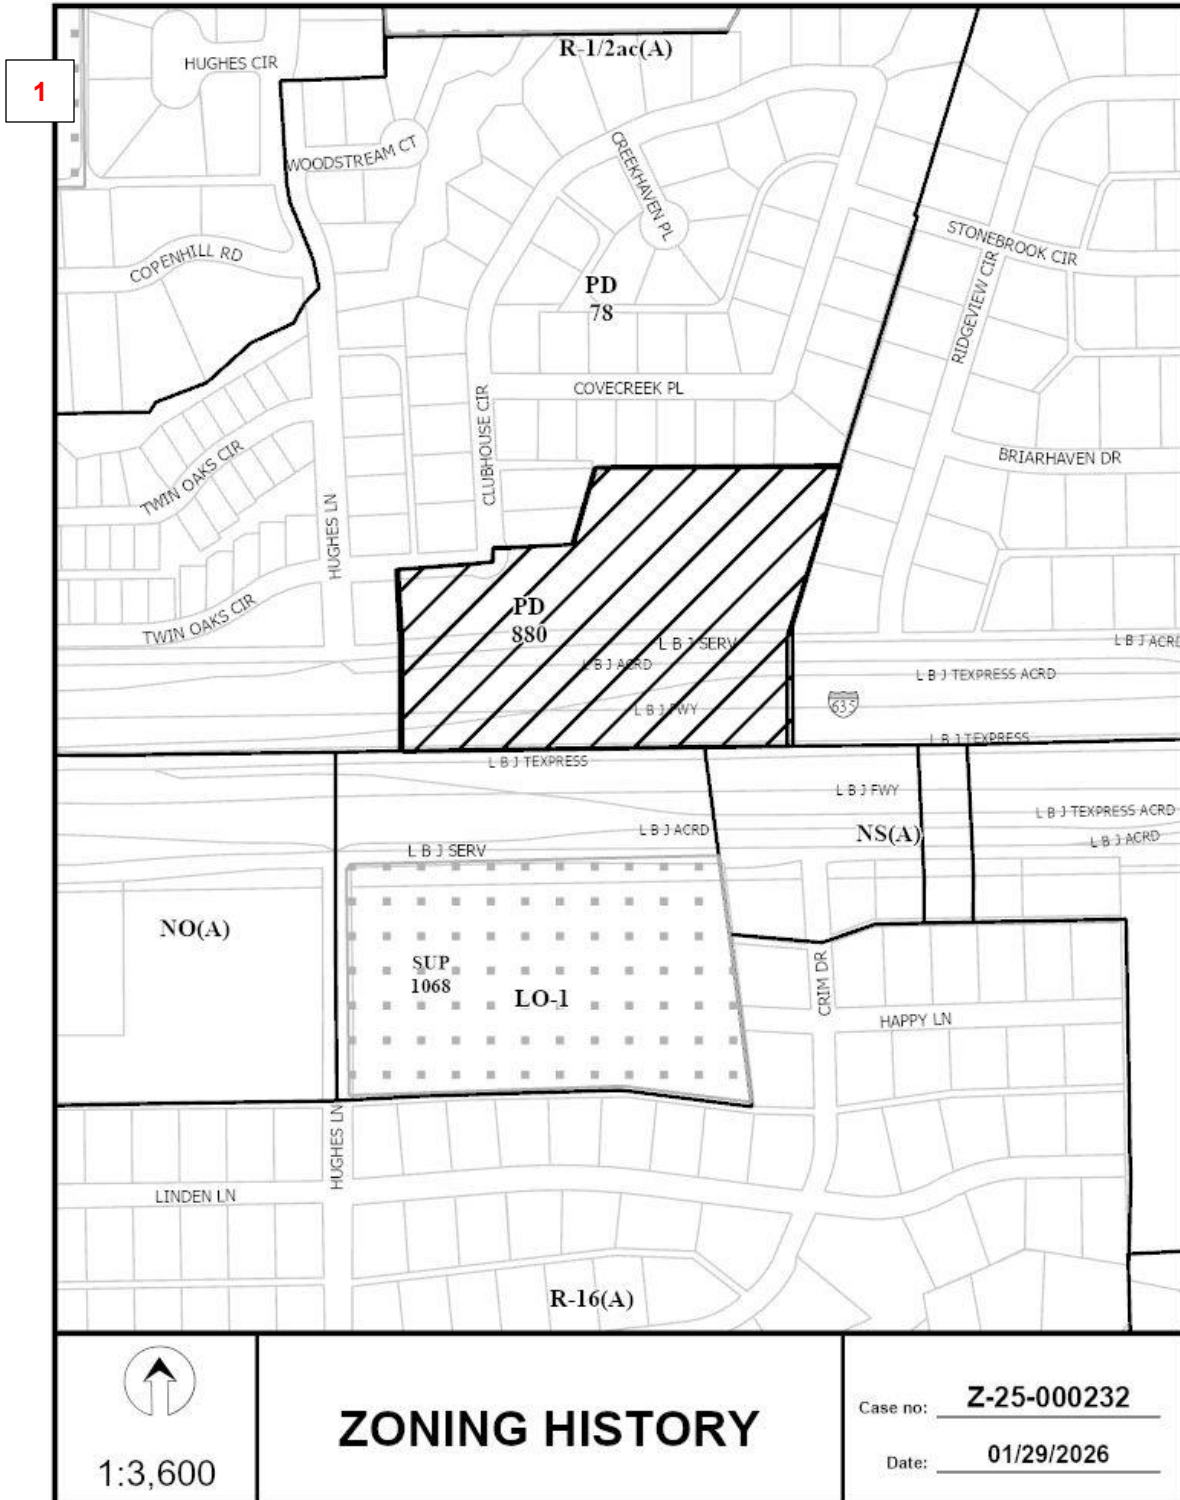 R-1/2ac(A)
HUGHES CIR
1
WOODSTREAM CT
CREEKHAVEN PL
STONEBROOK CIR
COPENHILL RD
PD
78
RIDGEVIEW CIR
COVECREEK PL
CLUBHOUSE CIR
BRIARHAVEN DR
TWIN OAKS CIR
HUGHES LN
TWIN OAKS CIR
PD
880
L B J SERV
L B J ACRD
L B J ACRD
L B J TEXPRESS ACRD
L B J FWY
635
L B J TEXPRESS
L B J TEXPRESS
L B J FWY
L B J TEXPRESS ACRD
L B J ACRD
NS(A)
L B J ACRD
L B J SERV
NO(A)
SUP
1068
LO-1
CRIM DR
HAPPY LN
HUGHES LN
LINDEN LN
R-16(A)
1:3,600
ZONING HISTORY
Case no: Z-25-000232
Date: 01/29/2026